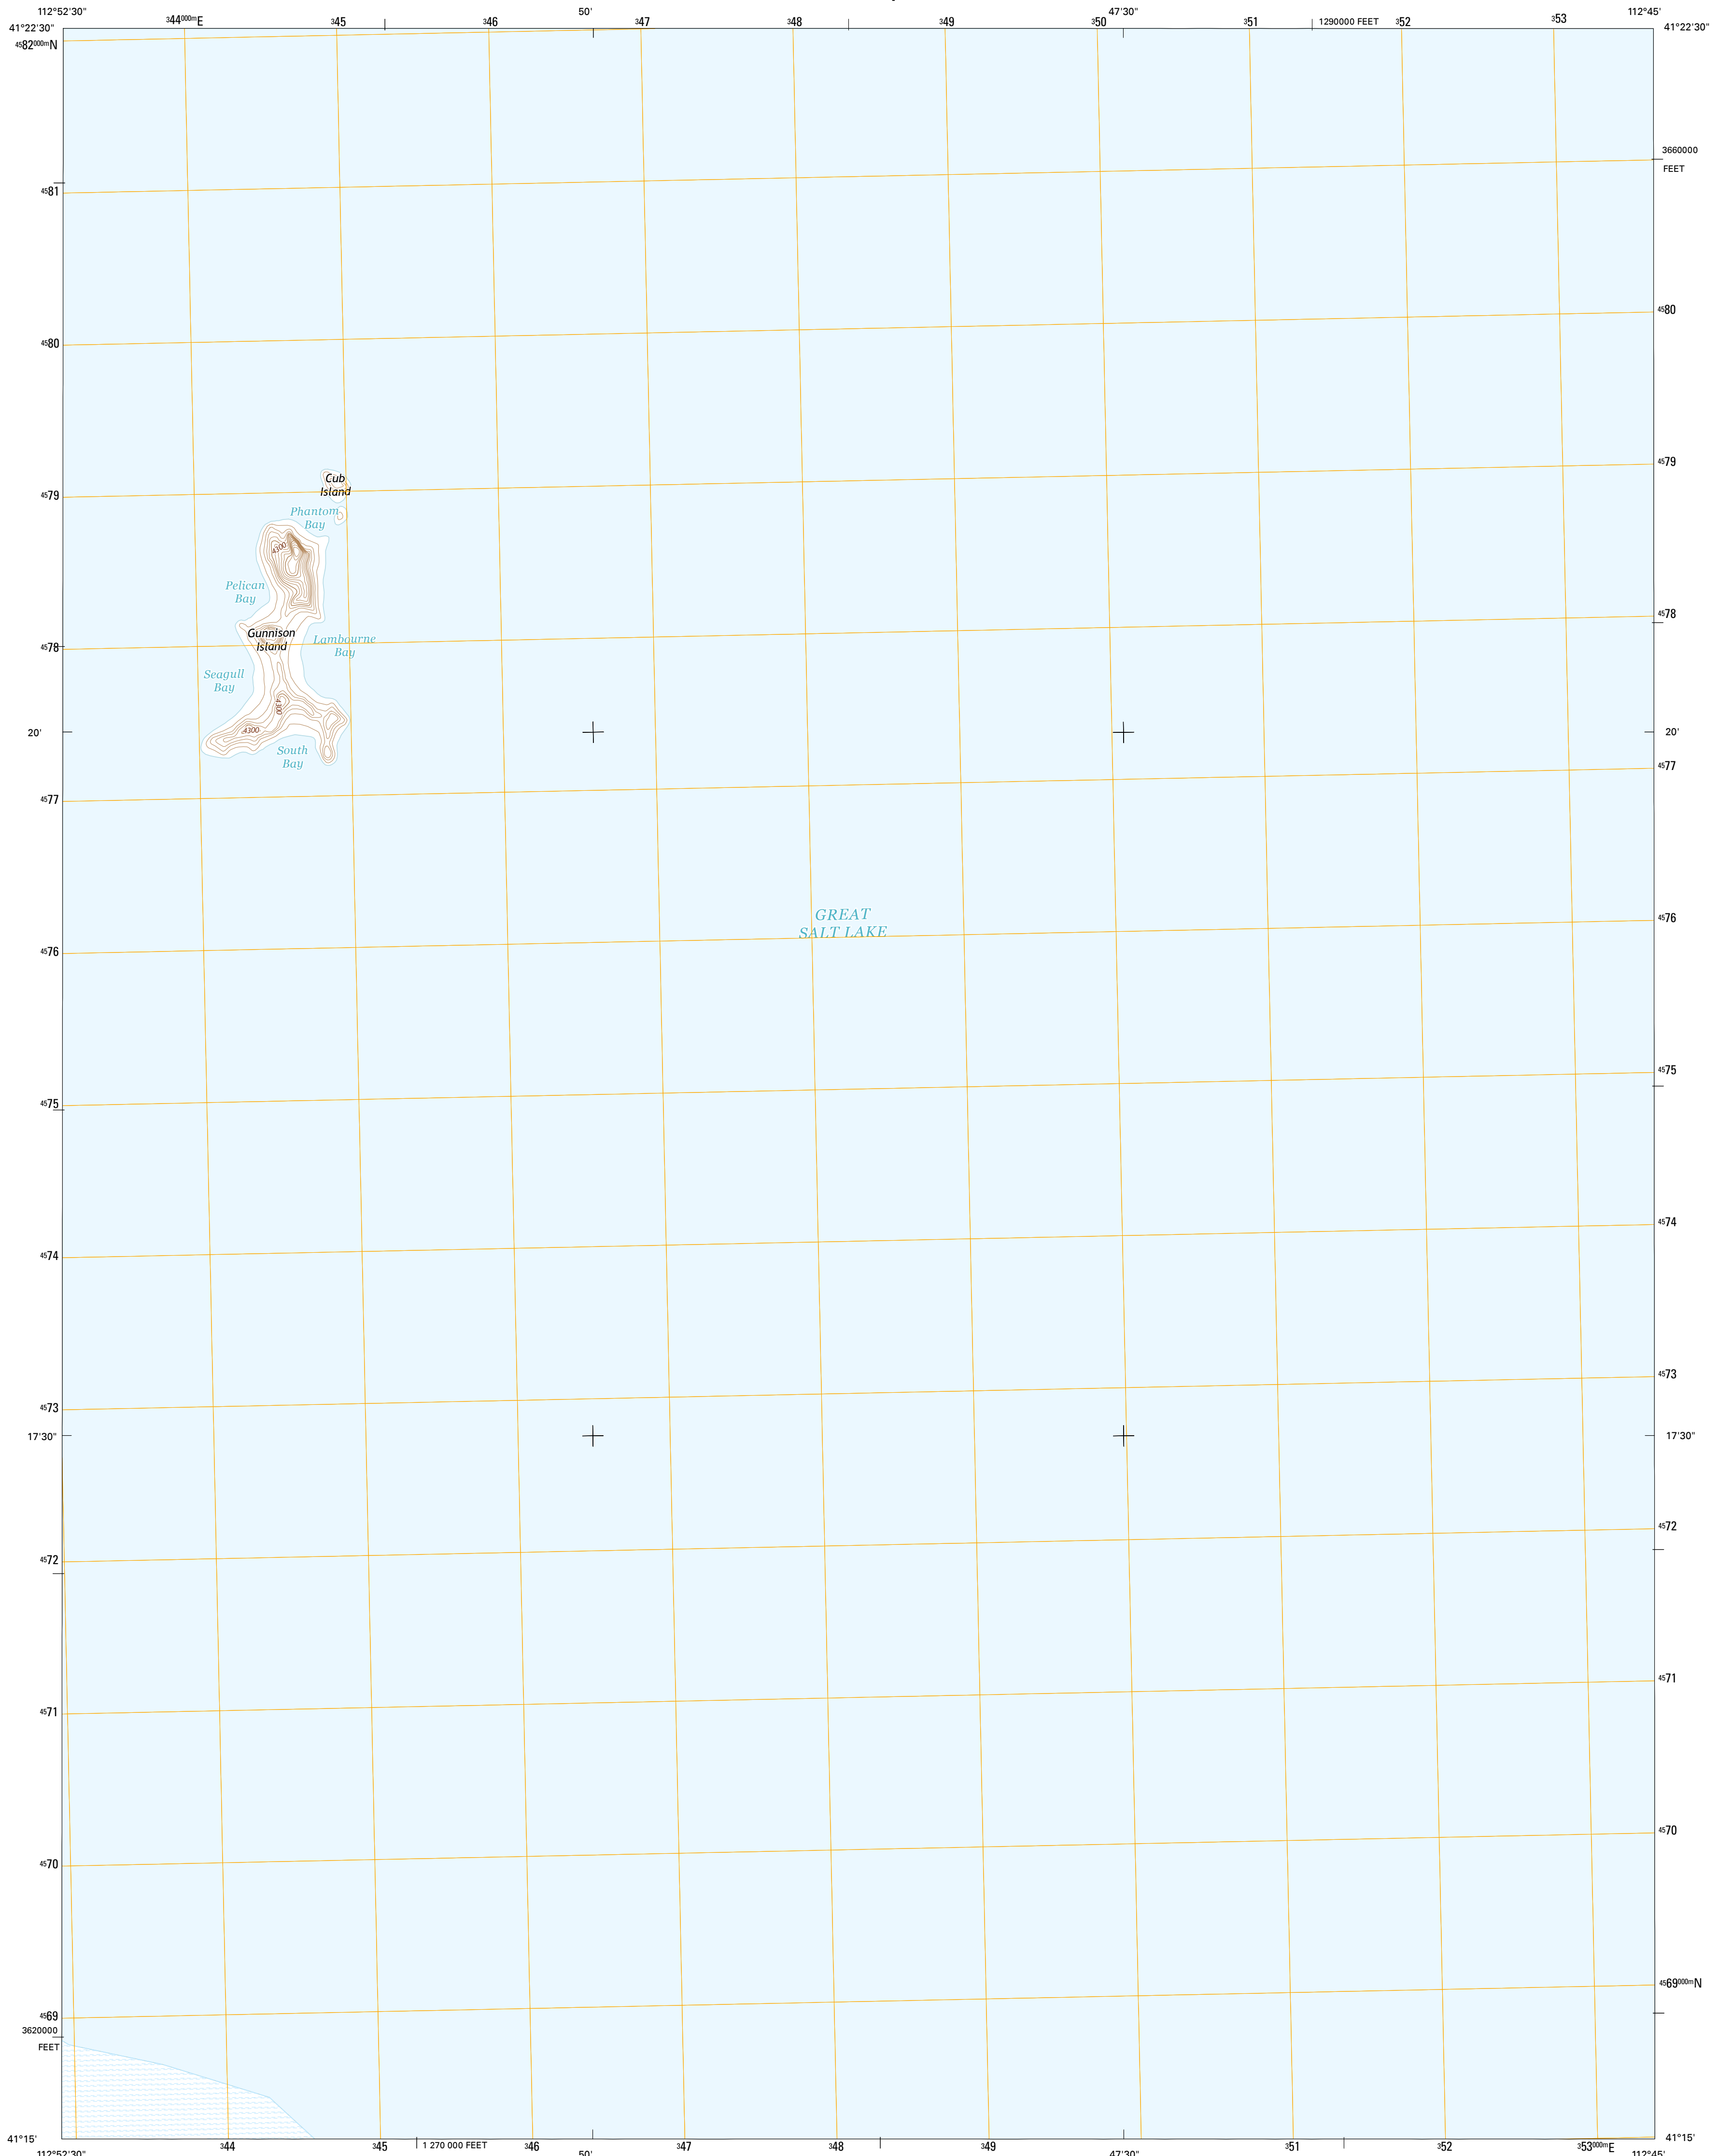 112°52'30" 50' 47'30" 112°45'
³44⁰⁰⁰ᵐE ³45 ³46 ³47 ³48 ³49 ³50 ³51 1290000 FEET ³52 ³53
41°22'30" 41°22'30"
⁴⁵82⁰⁰⁰ᵐN
3660000
FEET
⁴⁵81
⁴⁵80
⁴⁵80
⁴⁵79
Cub
Island
⁴⁵79
Phantom
Bay
4300
Pelican
Bay
⁴⁵78
Gunnison
Island
Lambourne
Bay
⁴⁵78
Seagull
Bay
4300
4300
20' 20'
South
Bay
⁴⁵77
⁴⁵77
GREAT
SALT LAKE
⁴⁵76
⁴⁵76
⁴⁵75
⁴⁵75
⁴⁵74
⁴⁵74
⁴⁵73
⁴⁵73
17'30" 17'30"
⁴⁵72
⁴⁵72
⁴⁵71
⁴⁵71
⁴⁵70
⁴⁵70
⁴⁵69⁰⁰⁰ᵐN
⁴⁵69
3620000
FEET
41°15' 41°15'
³44 ³45 1 270 000 FEET ³46 ³47 ³48 ³49 ³51 ³52 ³53⁰⁰⁰ᵐE
112°52'30" 50' 47'30" 112°45'